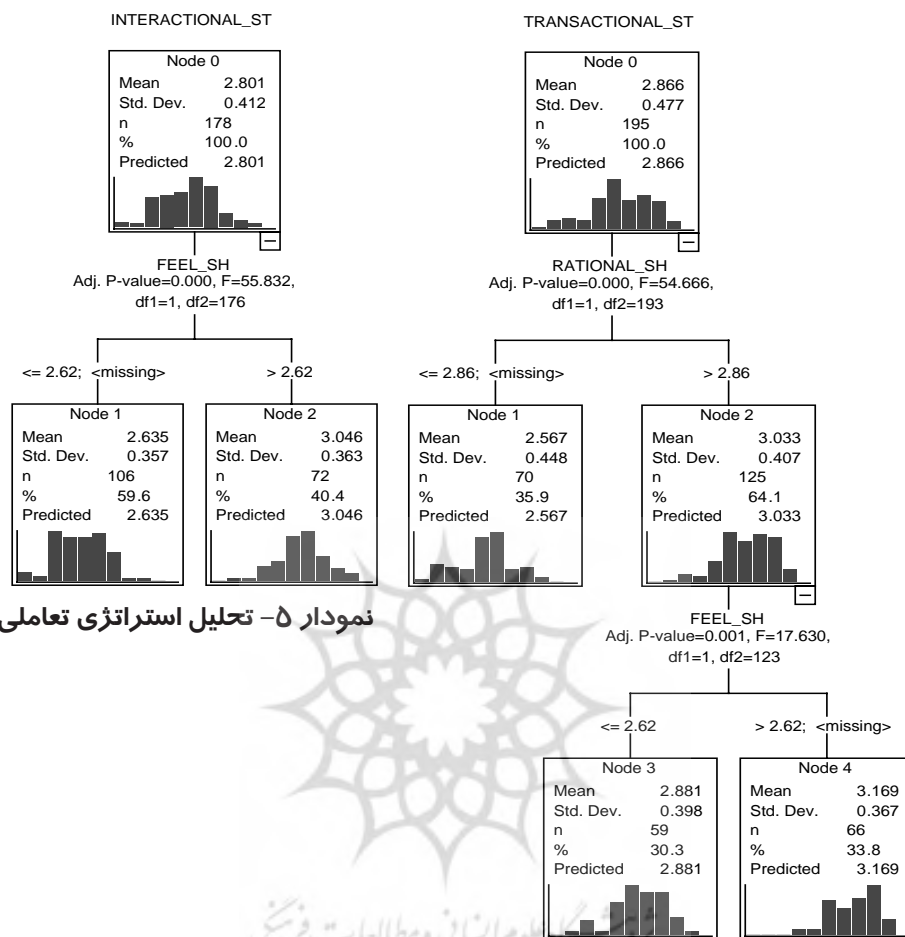 INTERACTIONAL_ST
Node 0
Mean 2.801
Std. Dev. 0.412
n 178
% 100.0
Predicted 2.801
FEEL_SH
Adj. P-value=0.000, F=55.832,
df1=1, df2=176
<= 2.62; <missing>
> 2.62
Node 1
Mean 2.635
Std. Dev. 0.357
n 106
% 59.6
Predicted 2.635
Node 2
Mean 3.046
Std. Dev. 0.363
n 72
% 40.4
Predicted 3.046
نمودار ۵- تحلیل استراتژی تعاملی
TRANSACTIONAL_ST
Node 0
Mean 2.866
Std. Dev. 0.477
n 195
% 100.0
Predicted 2.866
RATIONAL_SH
Adj. P-value=0.000, F=54.666,
df1=1, df2=193
<= 2.86; <missing>
> 2.86
Node 1
Mean 2.567
Std. Dev. 0.448
n 70
% 35.9
Predicted 2.567
Node 2
Mean 3.033
Std. Dev. 0.407
n 125
% 64.1
Predicted 3.033
FEEL_SH
Adj. P-value=0.001, F=17.630,
df1=1, df2=123
<= 2.62
> 2.62; <missing>
Node 3
Mean 2.881
Std. Dev. 0.398
n 59
% 30.3
Predicted 2.881
Node 4
Mean 3.169
Std. Dev. 0.367
n 66
% 33.8
Predicted 3.169